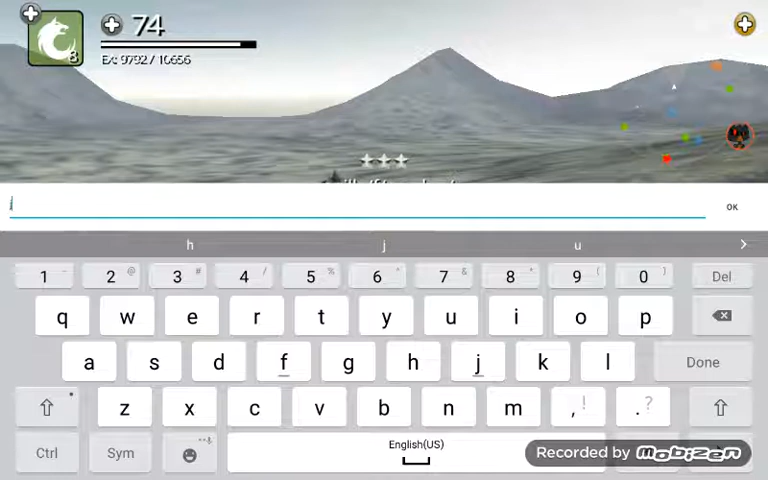 74
8
Ex: 9792 / 10656
j
OK
h j u
1 2 @ 3 # 4 / 5 % 6 ^ 7 & 8 * 9 ( 0 ) Del
q w e r t y u i o p
a s d f g h j k l Done
z x c v b n m , ! . ?
Ctrl Sym English(US)
Recorded by Mobizen